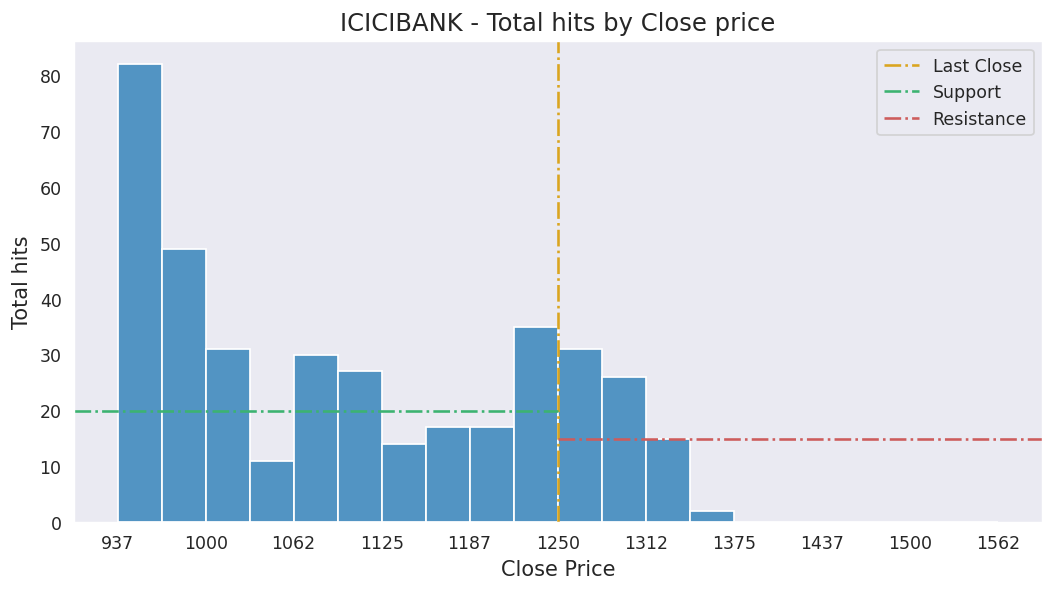 ICICIBANK - Total hits by Close price
Last Close
Support
Resistance
Total hits
80
70
60
50
40
30
20
10
0
937 1000 1062 1125 1187 1250 1312 1375 1437 1500 1562
Close Price